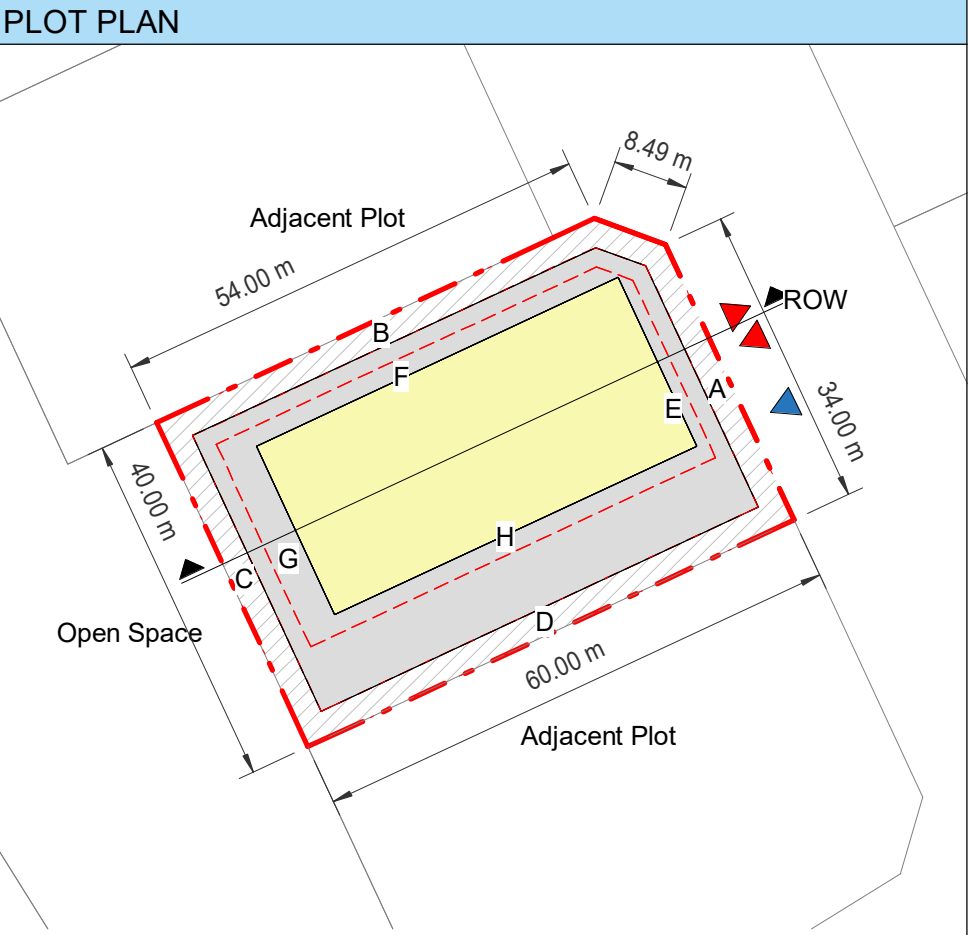 PLOT PLAN
8.49 m
Adjacent Plot
54.00 m
ROW
B
F
A
E
34.00 m
40.00 m
H
G
C
D
Open Space
60.00 m
Adjacent Plot